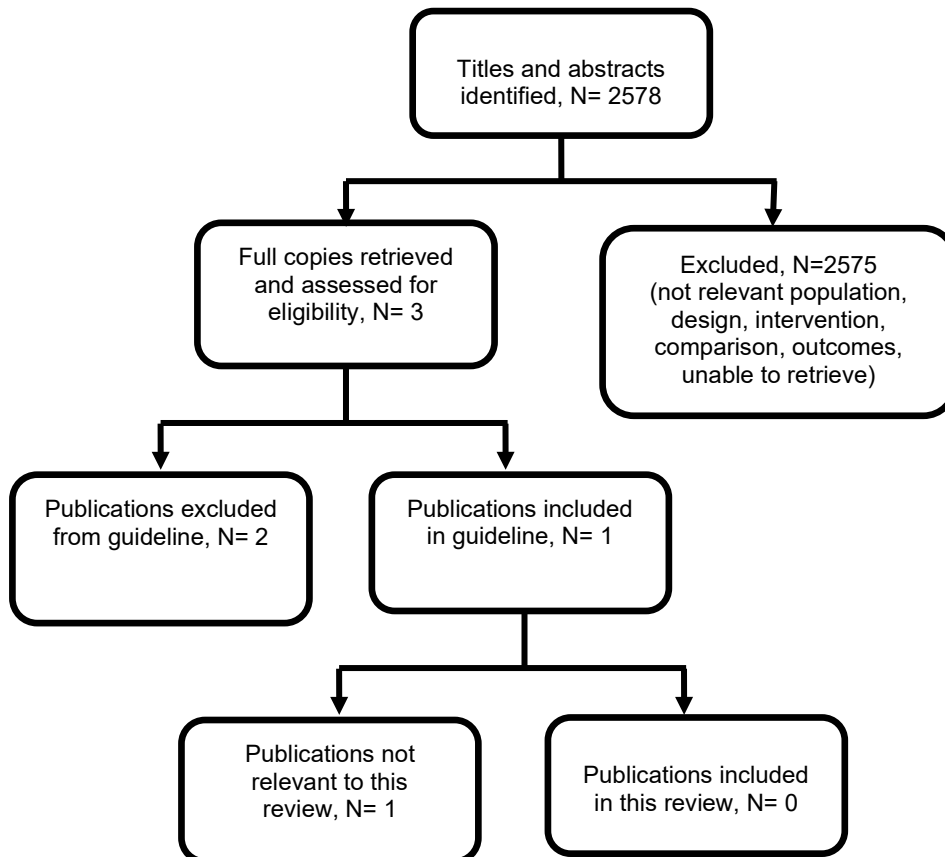 Titles and abstracts
identified, N= 2578
Full copies retrieved
and assessed for
eligibility, N= 3
Excluded, N=2575
(not relevant population,
design, intervention,
comparison, outcomes,
unable to retrieve)
Publications excluded
from guideline, N= 2
Publications included
in guideline, N= 1
Publications not
relevant to this
review, N= 1
Publications included
in this review, N= 0